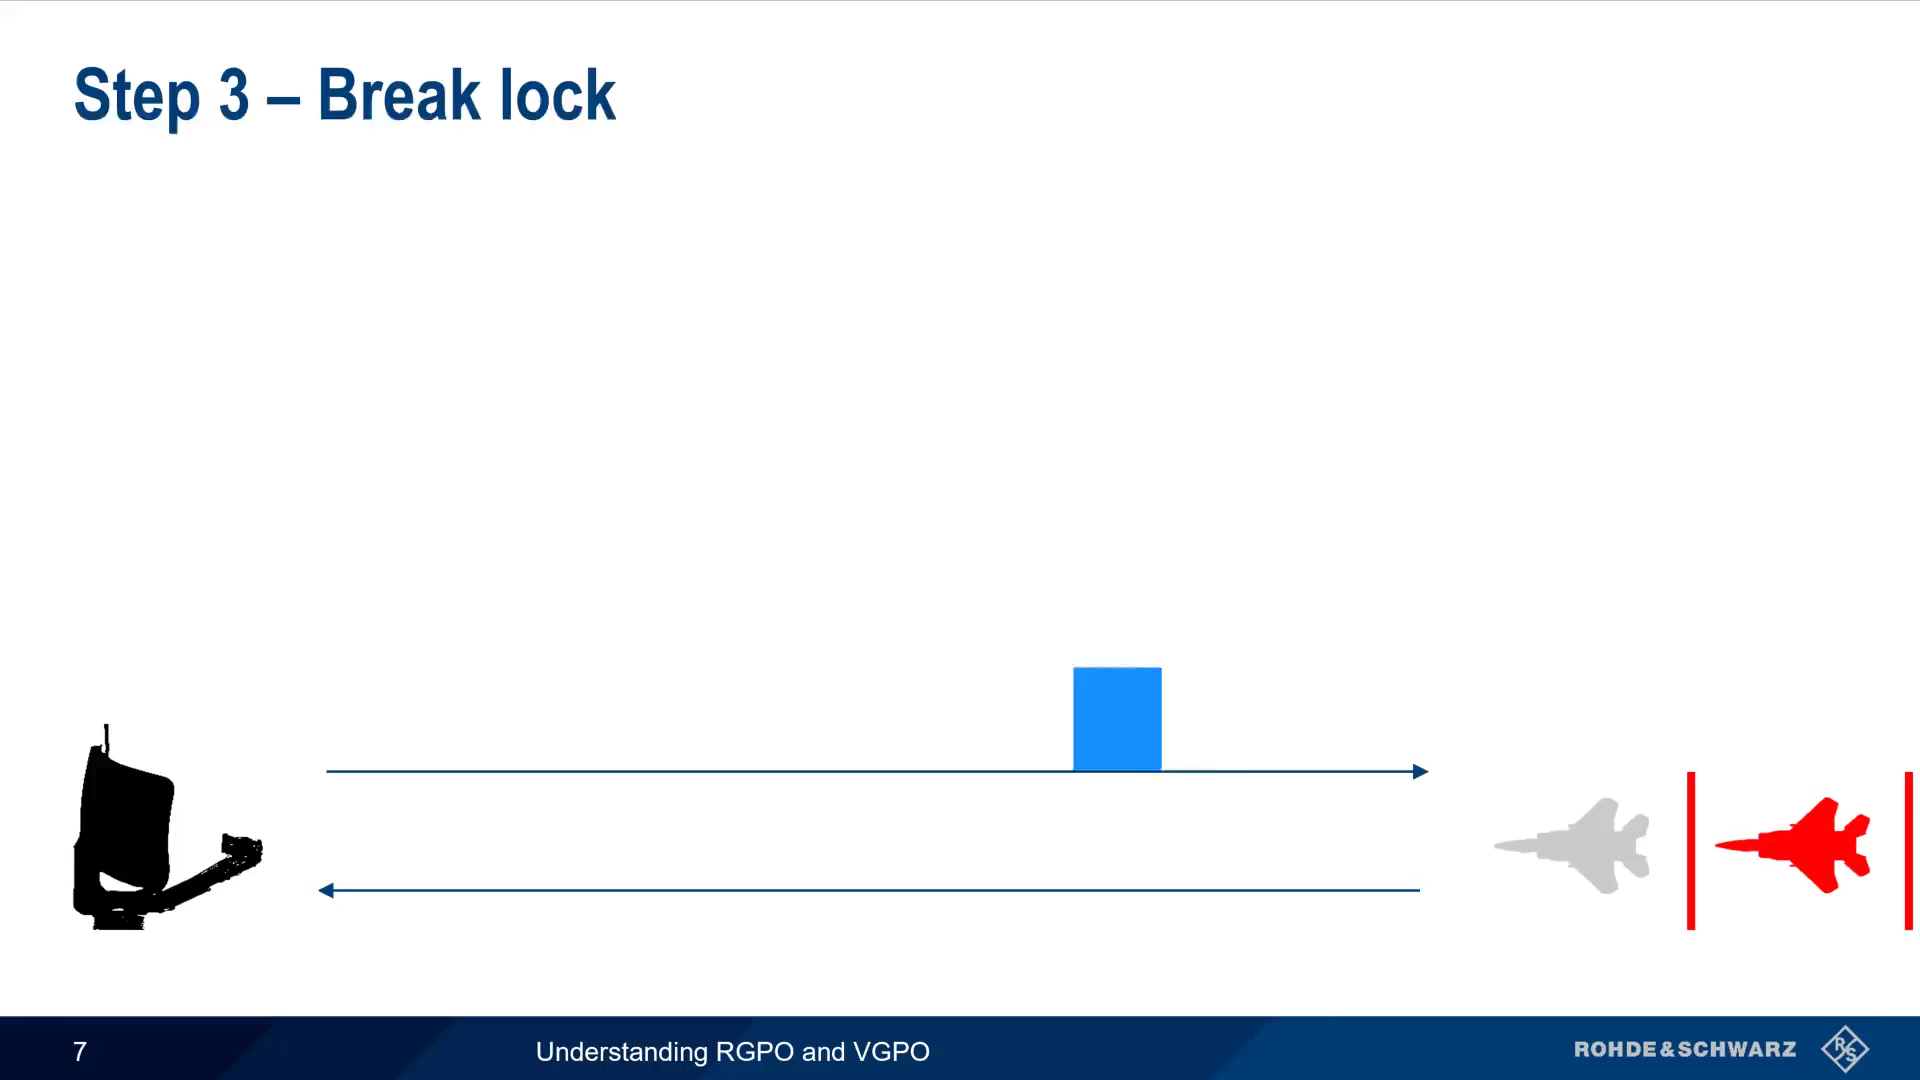 Step 3 – Break lock
7
Understanding RGPO and VGPO
ROHDE&SCHWARZ
R
S